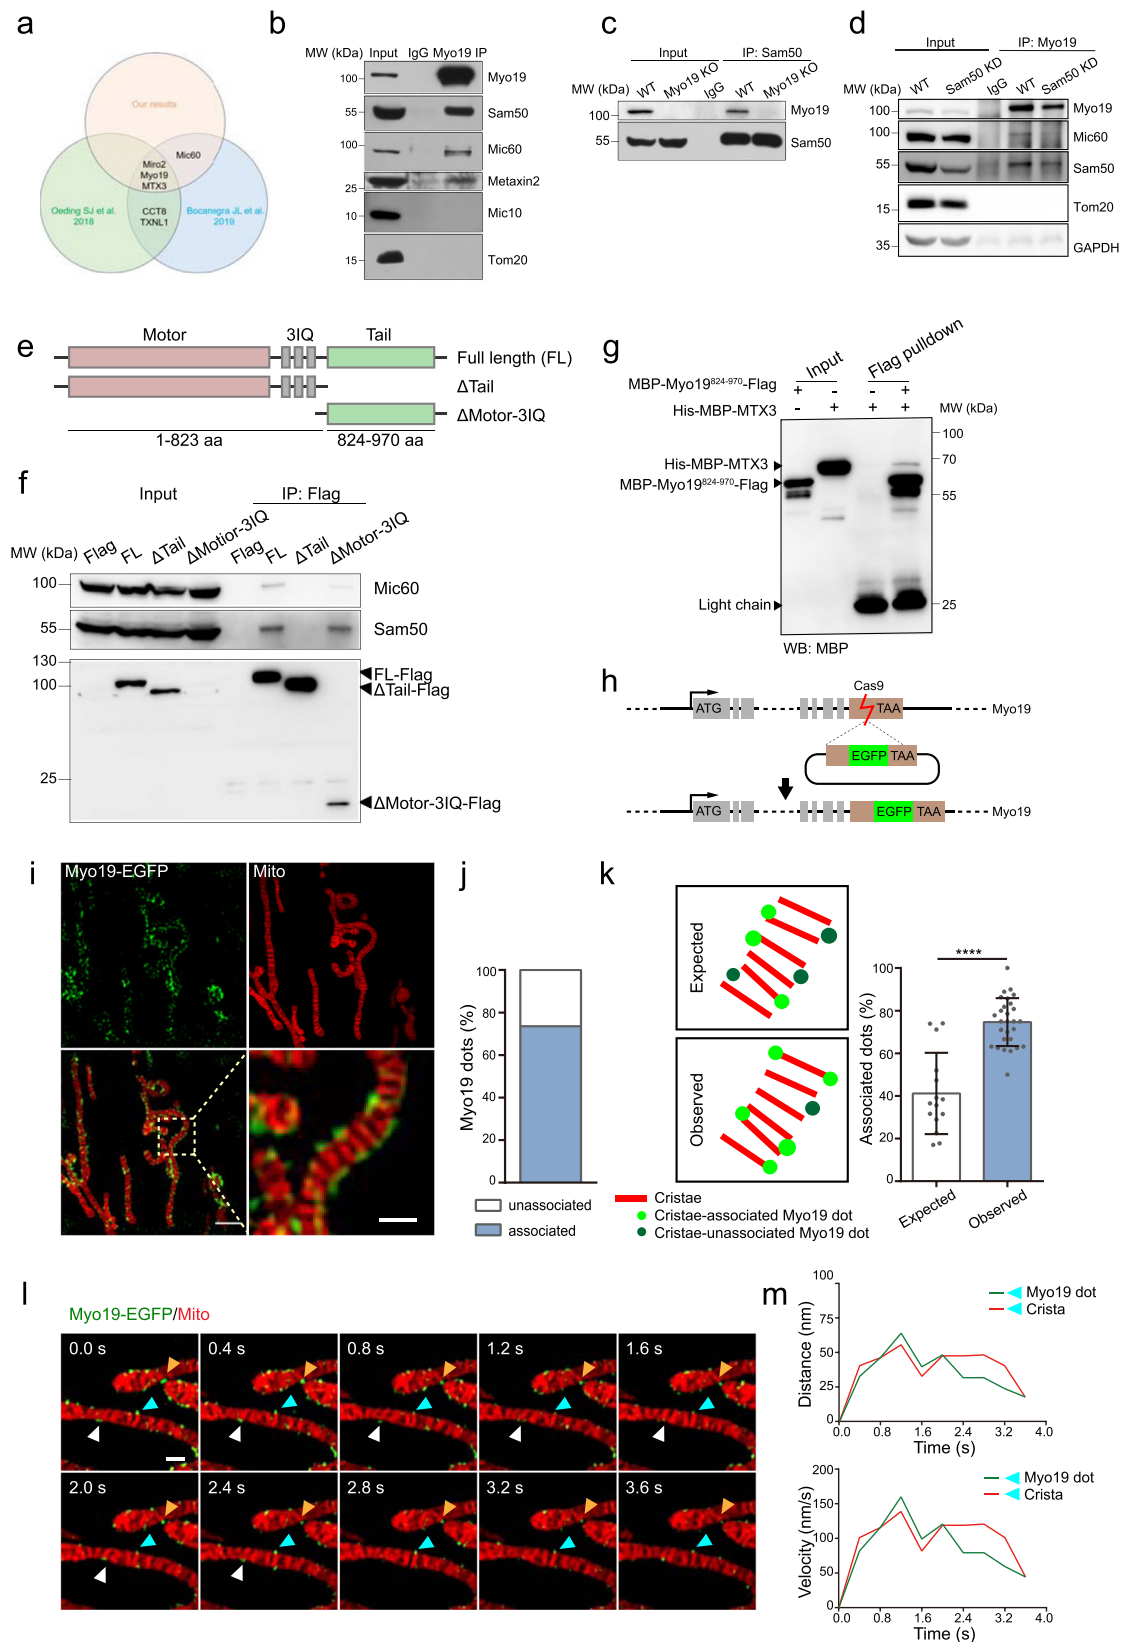 a
Our results
Mic60
Miro2
Myo19
MTX3
Oeding SJ et al.
2018
CCT8
TXNL1
Bocanegra JL et al.
2019
b
MW (kDa) Input IgG Myo19 IP
100 Myo19
55 Sam50
100 Mic60
25 Metaxin2
10 Mic10
15 Tom20
c
Input IP: Sam50
MW (kDa) WT Myo19 KO IgG WT Myo19 KO
100 Myo19
55 Sam50
d
Input IP: Myo19
MW (kDa) WT Sam50 KD IgG WT Sam50 KD
100 Myo19
100 Mic60
55 Sam50
15 Tom20
35 GAPDH
e
Motor 3IQ Tail
Full length (FL)
ΔTail
ΔMotor-3IQ
1-823 aa 824-970 aa
f
Input IP: Flag
MW (kDa) Flag FL ΔTail ΔMotior-3IQ Flag FL ΔTail ΔMotor-3IQ
100 Mic60
55 Sam50
130 FL-Flag
100 ΔTail-Flag
25
ΔMotor-3IQ-Flag
g
Input Flag pulldown
MBP-Myo19824-970-Flag + - - +
His-MBP-MTX3 - + + + MW (kDa)
100
His-MBP-MTX3 70
MBP-Myo19824-970-Flag 55
Light chain 25
WB: MBP
h
Cas9
ATG TAA Myo19
EGFP TAA
ATG EGFP TAA Myo19
i
Myo19-EGFP Mito
j
Myo19 dots (%)
100
80
60
40
20
0
unassociated
associated
k
Expected
Observed
Cristae
Cristae-associated Myo19 dot
Cristae-unassociated Myo19 dot
Associated dots (%)
****
100
80
60
40
20
0
Expected Observed
l
Myo19-EGFP/Mito
0.0 s 0.4 s 0.8 s 1.2 s 1.6 s
2.0 s 2.4 s 2.8 s 3.2 s 3.6 s
m
Distance (nm)
100
75
50
25
0
0.0 0.8 1.6 2.4 3.2 4.0
Time (s)
Myo19 dot
Crista
Velocity (nm/s)
200
150
100
50
0
0.0 0.8 1.6 2.4 3.2 4.0
Time (s)
Myo19 dot
Crista